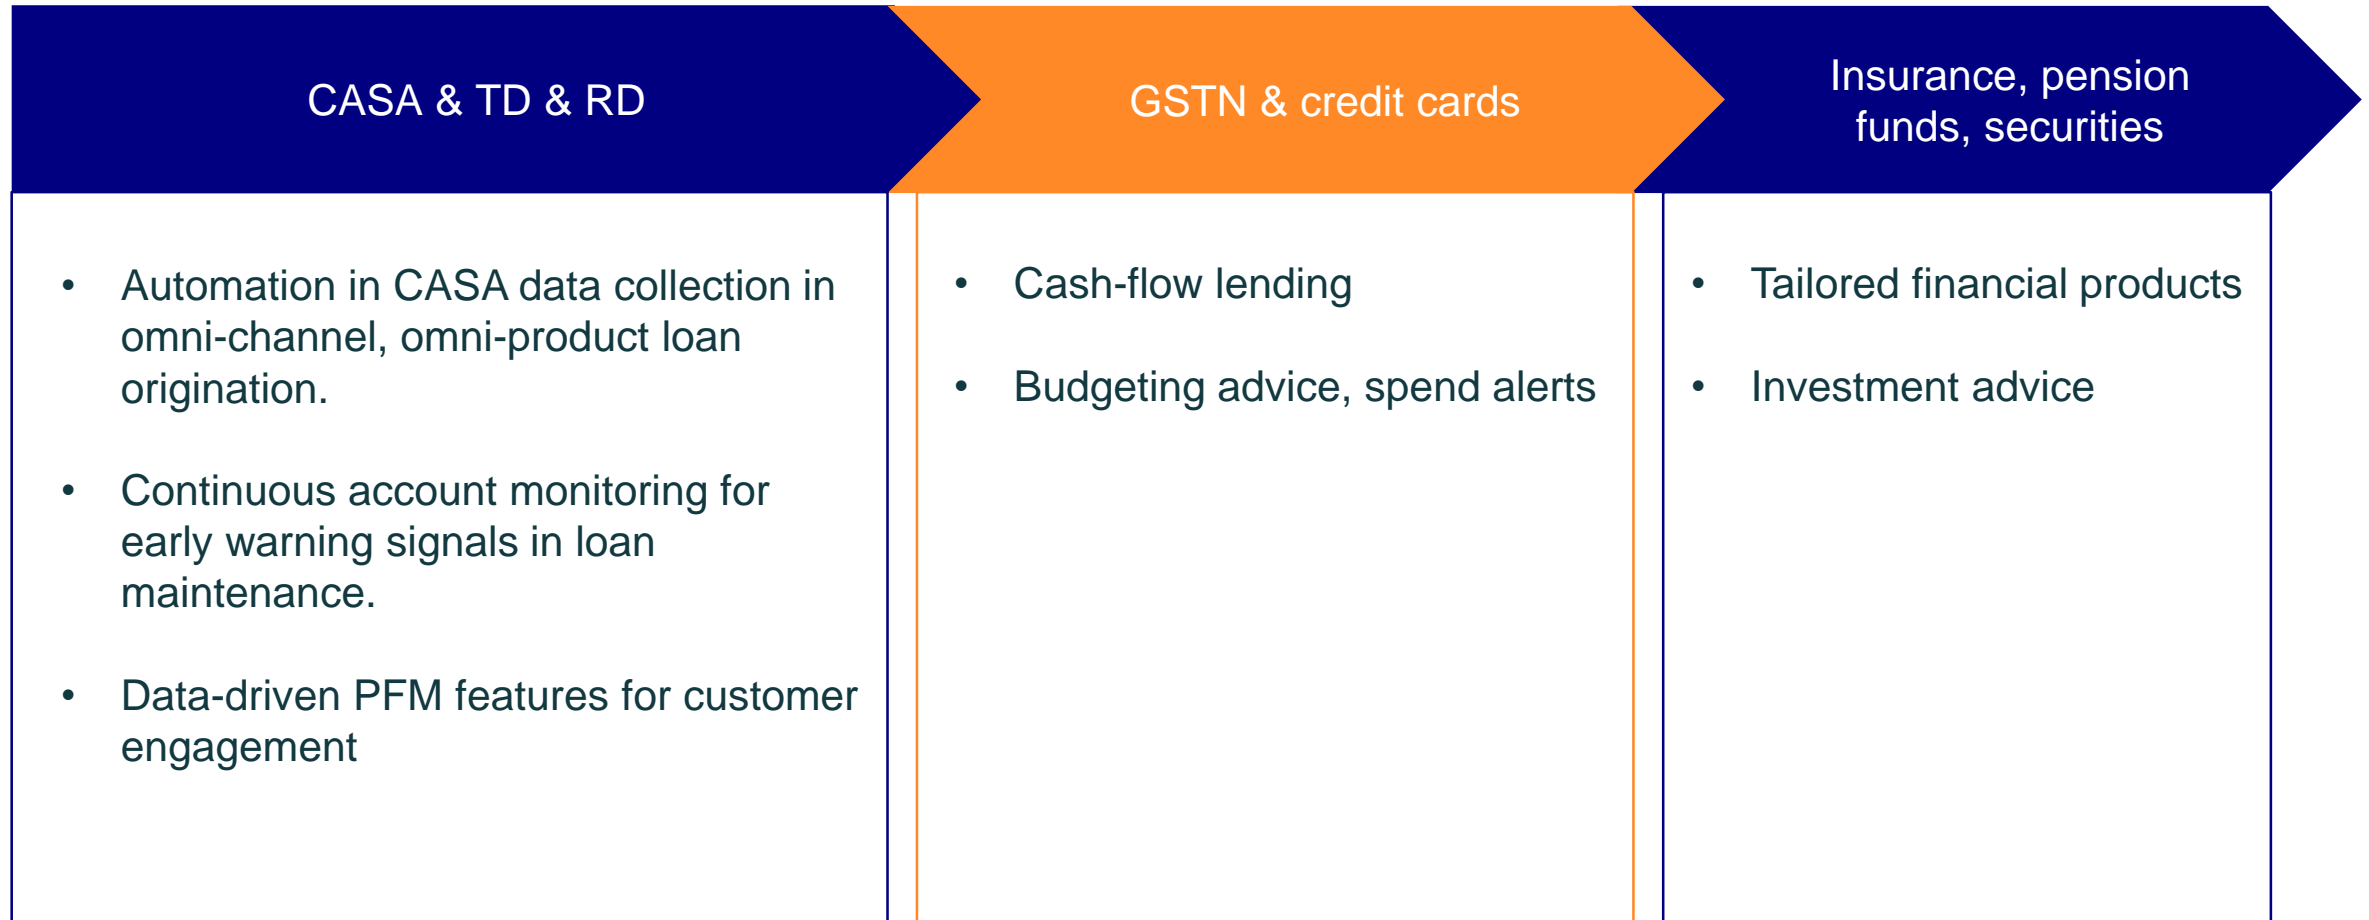 CASA & TD & RD
GSTN & credit cards
Insurance, pension
funds, securities
• Automation in CASA data collection in
omni-channel, omni-product loan
origination.
• Continuous account monitoring for
early warning signals in loan
maintenance.
• Data-driven PFM features for customer
engagement
• Cash-flow lending
• Budgeting advice, spend alerts
• Tailored financial products
• Investment advice